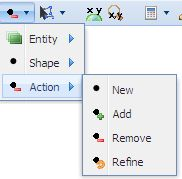 Entity
Shape
Action
New
Add
Remove
Refine